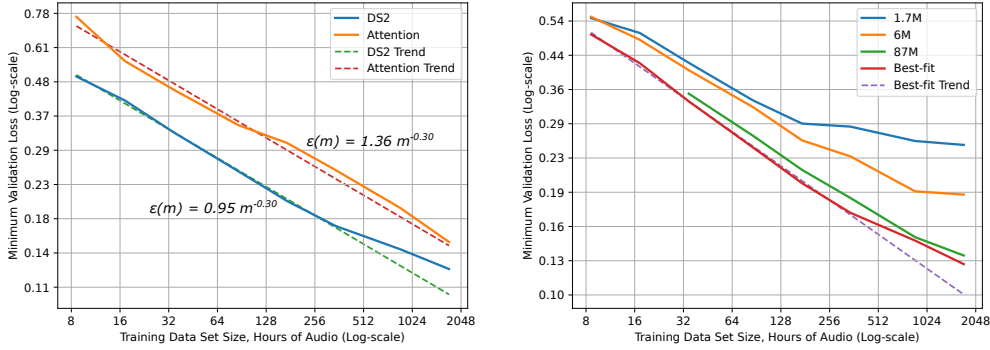 0.78
0.61
0.48
0.37
0.29
0.23
0.18
0.14
0.11
Minimum Validation Loss (Log-scale)
DS2
Attention
DS2 Trend
Attention Trend
ε(m) = 1.36 m^-0.30
ε(m) = 0.95 m^-0.30
8 16 32 64 128 256 512 1024 2048
Training Data Set Size, Hours of Audio (Log-scale)
0.54
0.44
0.36
0.29
0.23
0.19
0.16
0.13
0.10
Minimum Validation Loss (Log-scale)
1.7M
6M
87M
Best-fit
Best-fit Trend
8 16 32 64 128 256 512 1024 2048
Training Data Set Size, Hours of Audio (Log-scale)